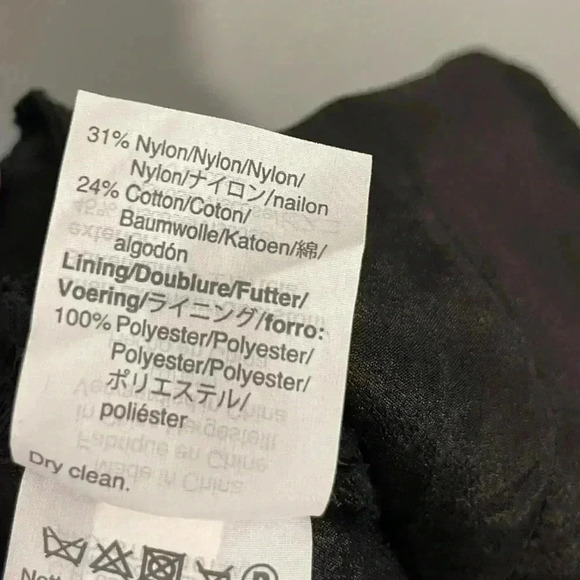 31% Nylon/Nylon/Nylon/
Nylon/ナイロン/nailon
24% Cotton/Coton/
Baumwolle/Katoen/綿/
algodón
Lining/Doublure/Futter/
Voering/ライニング/forro:
100% Polyester/Polyester/
Polyester/Polyester/
ポリエステル/
poliéster
Dry clean.